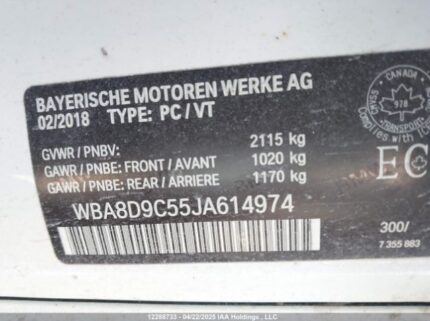 BAYERISCHE MOTOREN WERKE AG
02/2018 TYPE: PC/VT
GVWR / PNBV: 2115 kg
GAWR / PNBE: FRONT / AVANT 1020 kg
GAWR / PNBE: REAR / ARRIERE 1170 kg
WBA8D9C55JA614974
CANADA
978
TRANSPORT
EC
300/
7 355 883
12288733 - 04/22/2025 - IAA Holdings, LLC